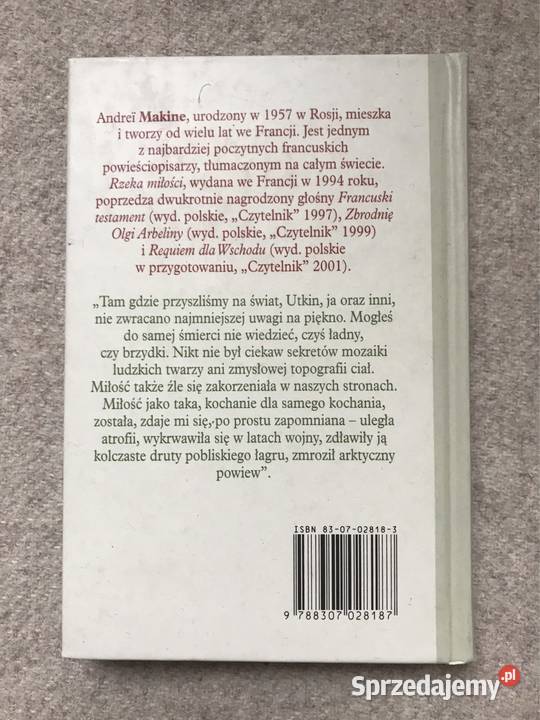 Andreï Makine, urodzony w 1957 w Rosji, mieszka
i tworzy od wielu lat we Francji. Jest jednym
z najbardziej poczytnych francuskich
powieściopisarzy, tłumaczonym na całym świecie.
Rzeka miłości, wydana we Francji w 1994 roku,
poprzedza dwukrotnie nagrodzony głośny Francuski
testament (wyd. polskie, „Czytelnik” 1997), Zbrodnię
Olgi Arbeliny (wyd. polskie, „Czytelnik” 1999)
i Requiem dla Wschodu (wyd. polskie
w przygotowaniu, „Czytelnik” 2001).
„Tam gdzie przyszliśmy na świat, Utkin, ja oraz inni,
nie zwracano najmniejszej uwagi na piękno. Mogłeś
do samej śmierci nie wiedzieć, czyś ładny,
czy brzydki. Nikt nie był ciekaw sekretów mozaiki
ludzkich twarzy ani zmysłowej topografii ciał.
Miłość także źle się zakorzeniała w naszych stronach.
Miłość jako taka, kochanie dla samego kochania,
została, zdaje mi się, po prostu zapomniana – uległa
atrofii, wykrwawiła się w latach wojny, zdławiły ją
kolczaste druty pobliskiego łagru, zmroził arktyczny
powiew”.
ISBN 83-07-02818-3
9 788307 028187
Sprzedajemy.pl